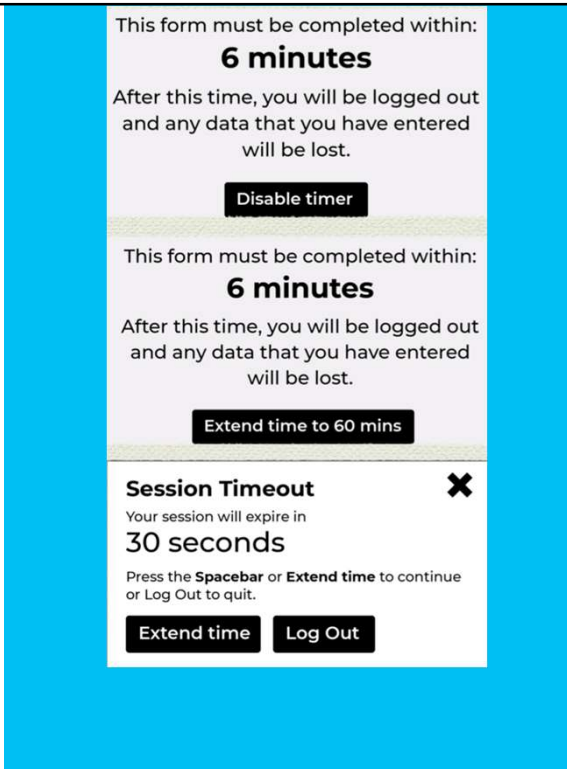 This form must be completed within:
6 minutes
After this time, you will be logged out
and any data that you have entered
will be lost.
Disable timer
This form must be completed within:
6 minutes
After this time, you will be logged out
and any data that you have entered
will be lost.
Extend time to 60 mins
Session Timeout
Your session will expire in
30 seconds
Press the Spacebar or Extend time to continue
or Log Out to quit.
Extend time
Log Out